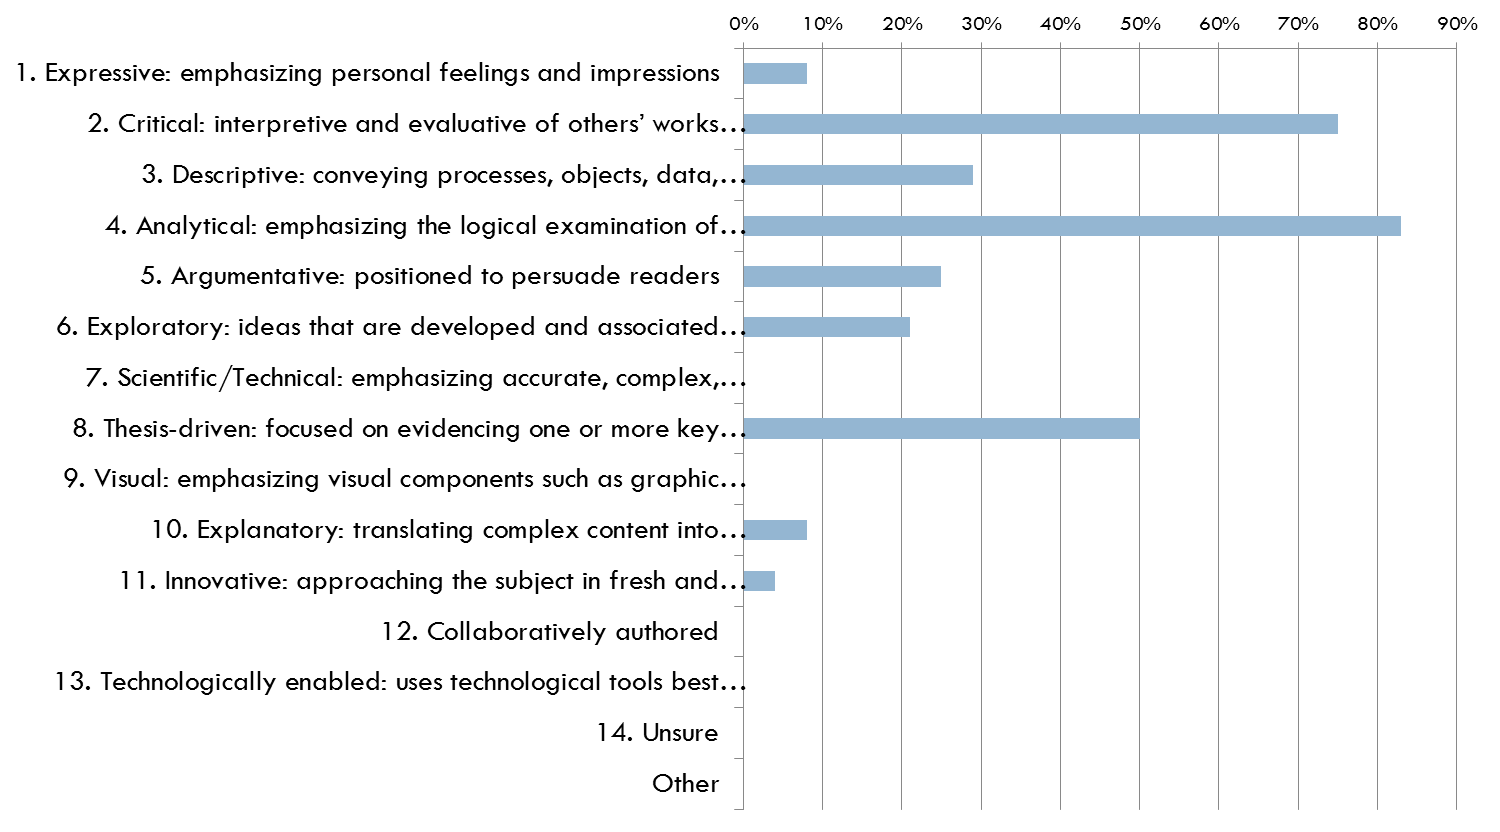 0% 10% 20% 30% 40% 50% 60% 70% 80% 90%
1. Expressive: emphasizing personal feelings and impressions
2. Critical: interpretive and evaluative of others’ works…
3. Descriptive: conveying processes, objects, data,…
4. Analytical: emphasizing the logical examination of…
5. Argumentative: positioned to persuade readers
6. Exploratory: ideas that are developed and associated…
7. Scientific/Technical: emphasizing accurate, complex,…
8. Thesis-driven: focused on evidencing one or more key…
9. Visual: emphasizing visual components such as graphic…
10. Explanatory: translating complex content into…
11. Innovative: approaching the subject in fresh and…
12. Collaboratively authored
13. Technologically enabled: uses technological tools best…
14. Unsure
Other